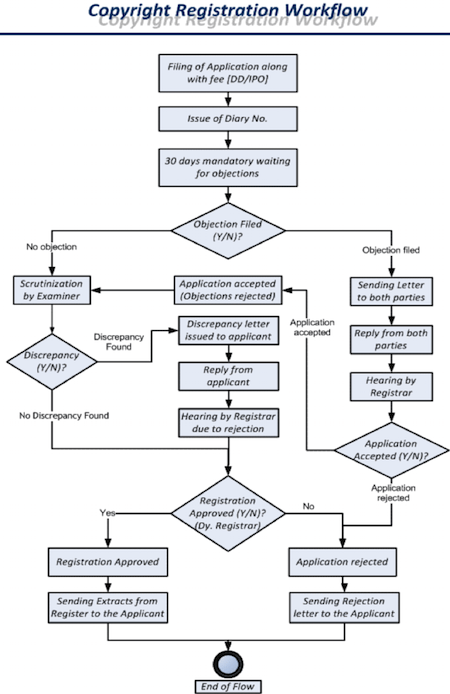 Copyright Registration Workflow
Filing of Application along
with fee [DD/IPO]
Issue of Diary No.
30 days mandatory waiting
for objections
Objection Filed
(Y/N)?
No objection
Objection filed
Scrutinization
by Examiner
Application accepted
(Objections rejected)
Sending Letter
to both parties
Discrepancy
Found
Discrepancy letter
issued to applicant
Application
accepted
Reply from both
parties
Discrepancy
(Y/N)?
Reply from
applicant
Hearing by
Registrar
No Discrepancy Found
Hearing by Registrar
due to rejection
Application
Accepted (Y/N)?
Application
rejected
Registration
Approved (Y/N)?
(Dy. Registrar)
Yes
No
Registration Approved
Application rejected
Sending Extracts from
Register to the Applicant
Sending Rejection
letter to the Applicant
End of Flow